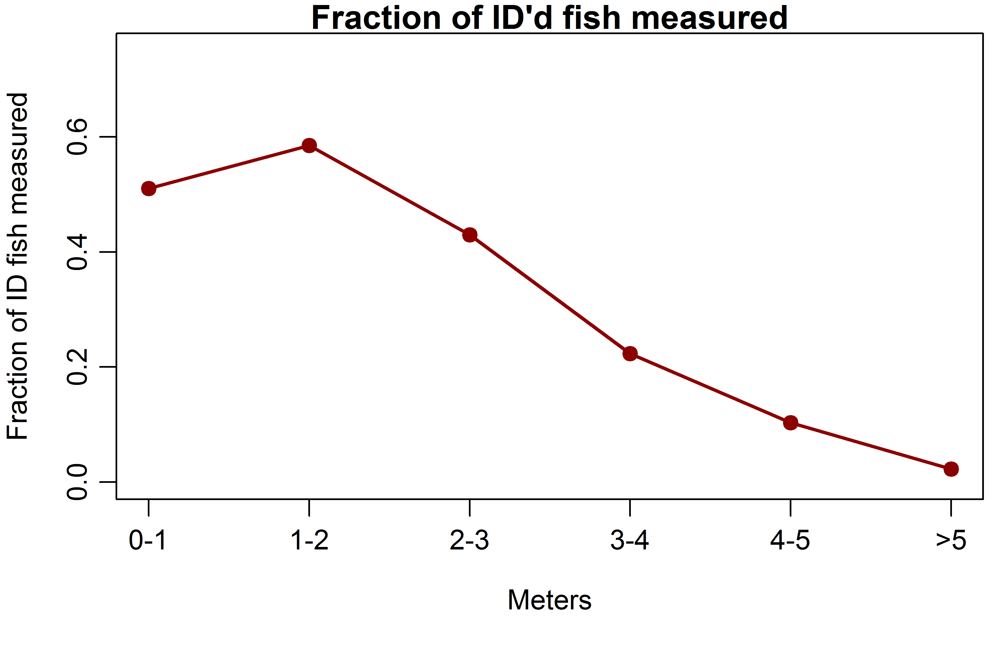 Fraction of ID'd fish measured
Fraction of ID fish measured
0.6
0.4
0.2
0.0
0-1 1-2 2-3 3-4 4-5 >5
Meters